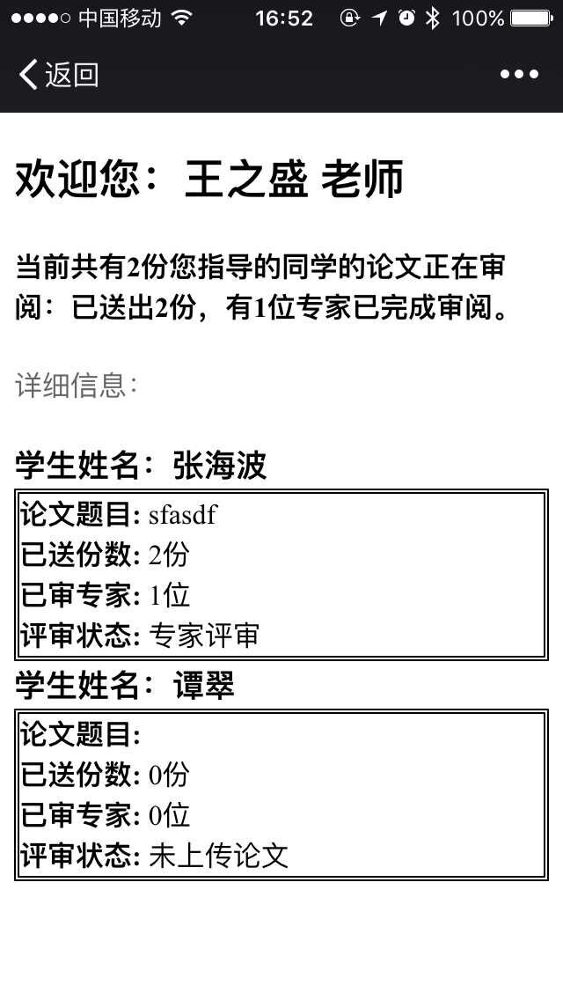 中国移动 16:52 100%
返回
欢迎您：王之盛 老师
当前共有2份您指导的同学的论文正在审
阅：已送出2份，有1位专家已完成审阅。
详细信息：
学生姓名：张海波
论文题目: sfasdf
已送份数: 2份
已审专家: 1位
评审状态: 专家评审
学生姓名：谭翠
论文题目:
已送份数: 0份
已审专家: 0位
评审状态: 未上传论文